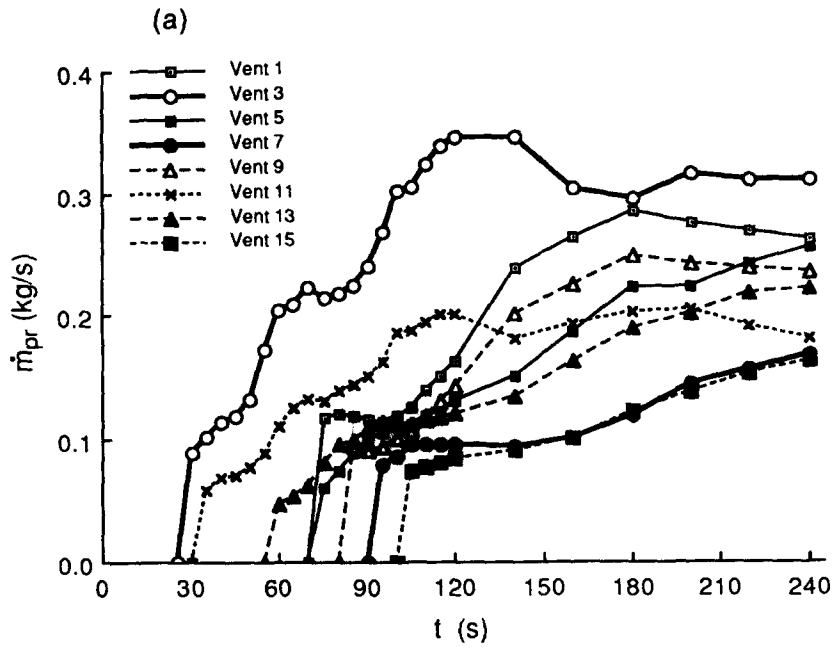 (a)
0.4
0.3
0.2
0.1
0.0
ṁpr (kg/s)
Vent 1
Vent 3
Vent 5
Vent 7
Vent 9
Vent 11
Vent 13
Vent 15
0 30 60 90 120 150 180 210 240
t (s)